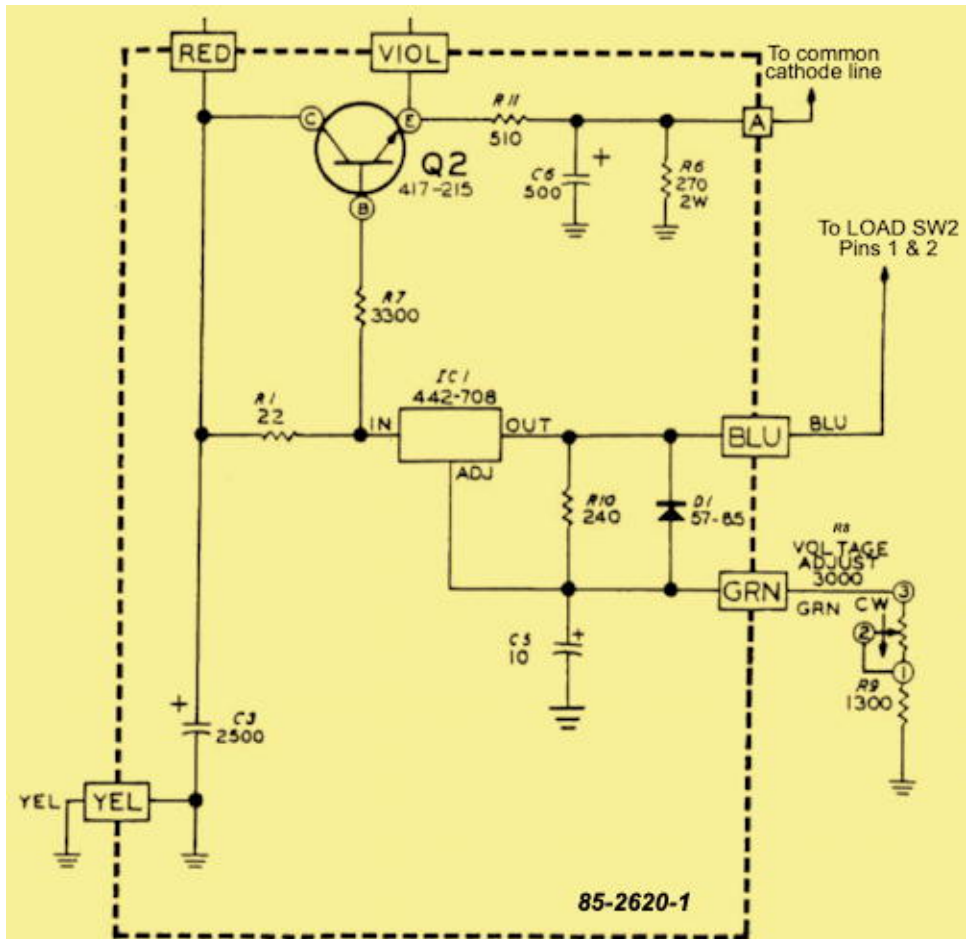 RED
VIOL
To common
cathode line
C
E
R11
510
A
Q2
417-215
C6
500
+
R6
270
2W
B
To LOAD SW2
Pins 1 & 2
R7
3300
IC1
442-708
R1
22
IN
OUT
BLU
BLU
ADJ
R10
240
D1
57-65
R8
VOLTAGE
ADJUST
3000
GRN
GRN
CW
3
2
1
C5
10
+
R9
1300
+
C3
2500
YEL
YEL
85-2620-1